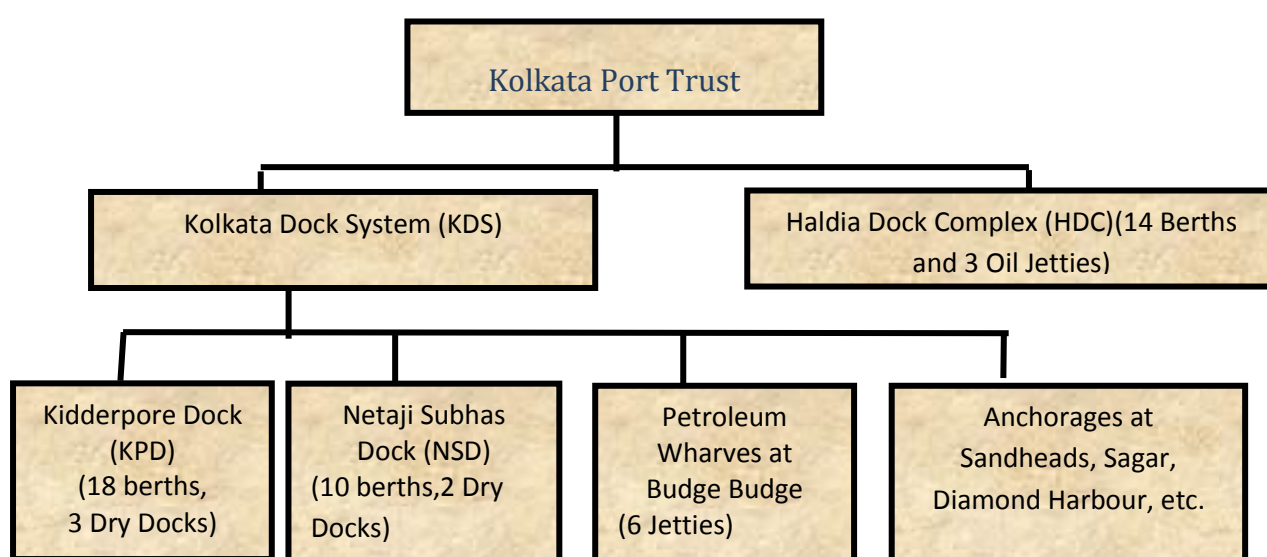 Kolkata Port Trust
Kolkata Dock System (KDS)
Haldia Dock Complex (HDC)(14 Berths
and 3 Oil Jetties)
Kidderpore Dock
(KPD)
(18 berths,
3 Dry Docks)
Netaji Subhas
Dock (NSD)
(10 berths,2 Dry
Docks)
Petroleum
Wharves at
Budge Budge
(6 Jetties)
Anchorages at
Sandheads, Sagar,
Diamond Harbour, etc.